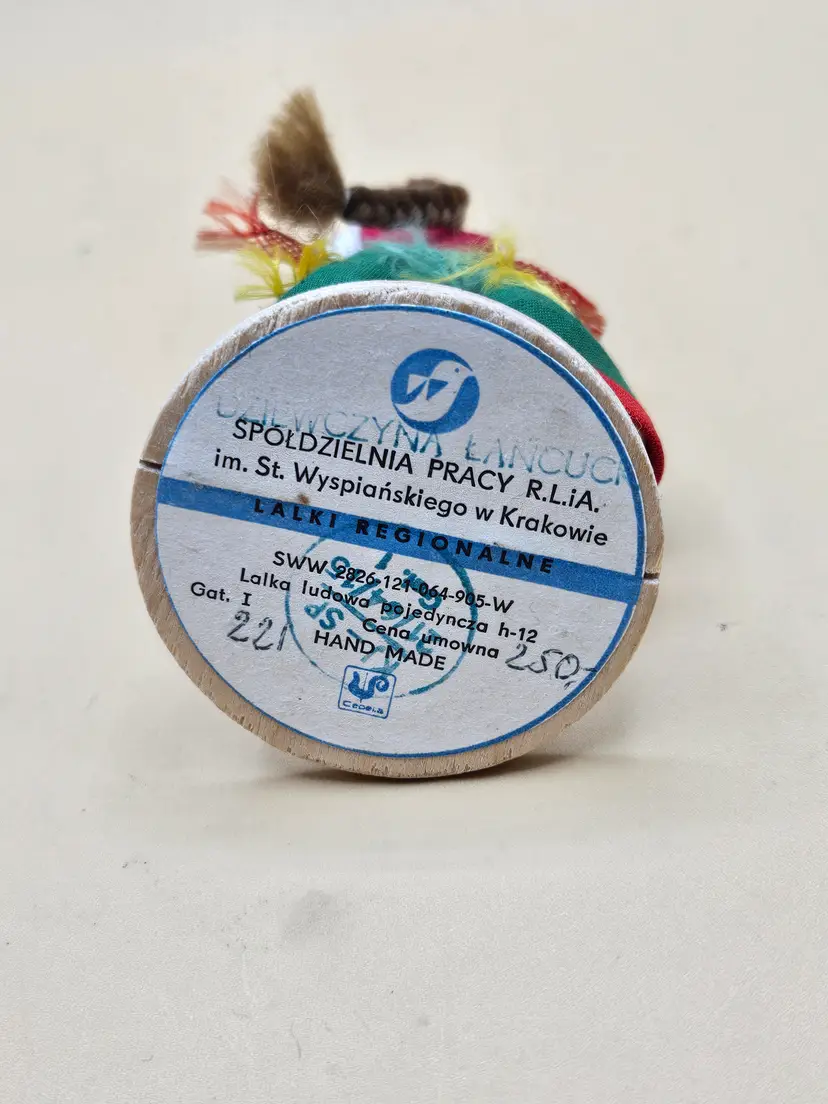 DZIEWCZYNA ŁAŃCUCK
SPÓŁDZIELNIA PRACY R.L.iA.
im. St. Wyspiańskiego w Krakowie
LALKI REGIONALNE
SWW 2826-121-064-905-W
Lalka ludowa pojedyncza h-12
Gat. I
Cena umowna 250,-
221
HAND MADE
Cepelia